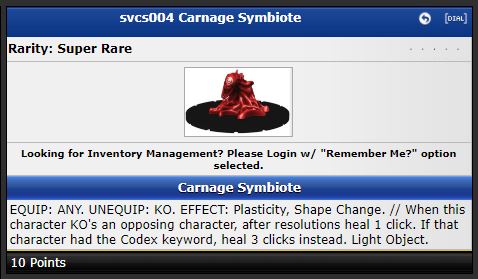 svcs004 Carnage Symbiote [DIAL]
Rarity: Super Rare . . . . .
Looking for Inventory Management? Please Login w/ "Remember Me?" option
selected.
Carnage Symbiote
EQUIP: ANY. UNEQUIP: KO. EFFECT: Plasticity, Shape Change. // When this
character KO's an opposing character, after resolutions heal 1 click. If that
character had the Codex keyword, heal 3 clicks instead. Light Object.
10 Points